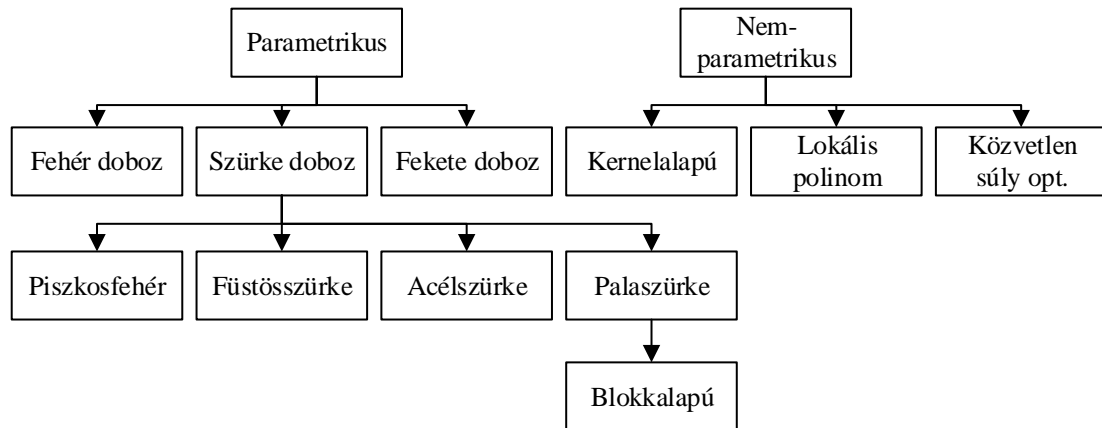 Parametrikus
Nem-
parametrikus
Fehér doboz
Szürke doboz
Fekete doboz
Kernelalapú
Lokális
polinom
Közvetlen
súly opt.
Piszkosfehér
Füstösszürke
Acélszürke
Palaszürke
Blokkalapú